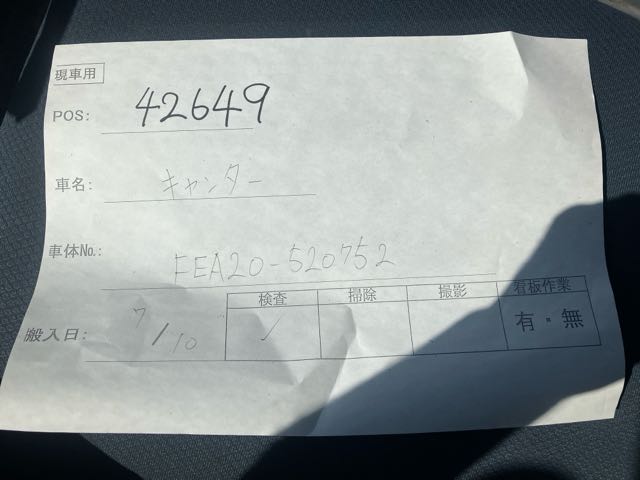 現車用
POS: 42649
車名: キャンター
車体No.: FEA20-520752
検査 掃除 撮影 看板作業
搬入日: 7/10 ✓ 有・無